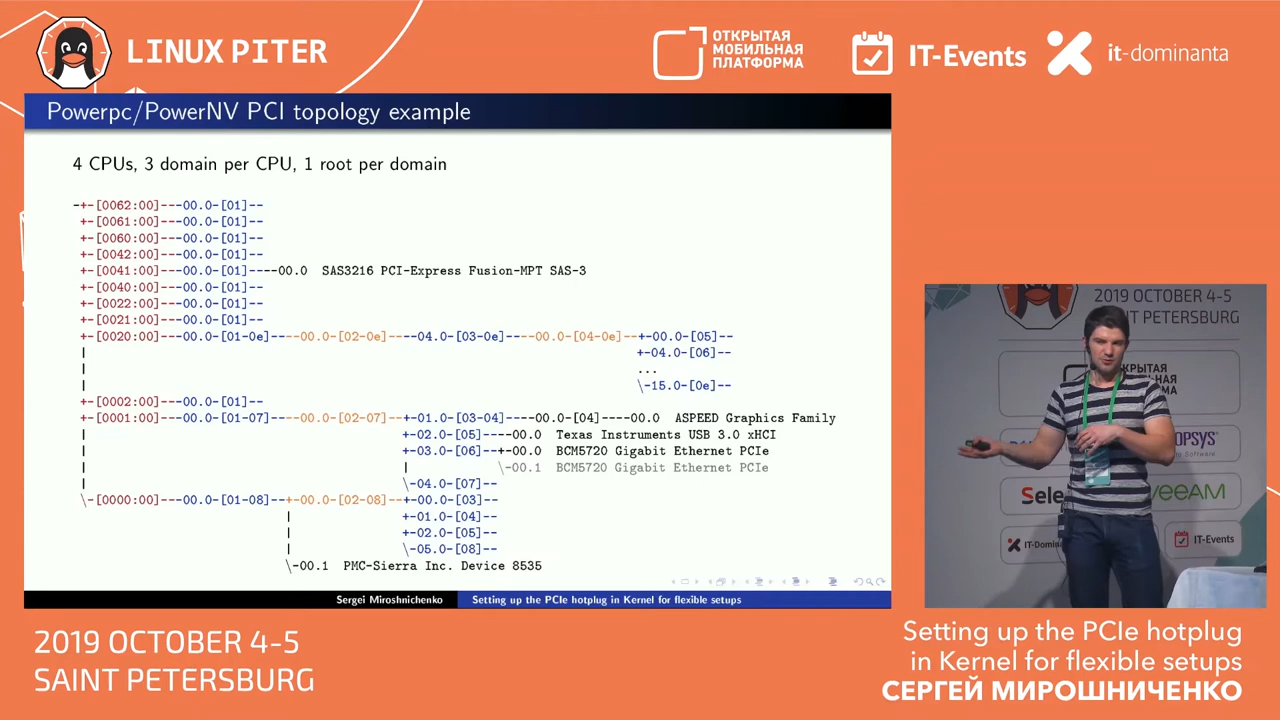 LINUX PITER
ОТКРЫТАЯ
МОБИЛЬНАЯ
ПЛАТФОРМА
IT-Events
it-dominanta
Powerpc/PowerNV PCI topology example
4 CPUs, 3 domain per CPU, 1 root per domain
-+-[0062:00]---00.0-[01]--
+-[0061:00]---00.0-[01]--
+-[0060:00]---00.0-[01]--
+-[0042:00]---00.0-[01]--
+-[0041:00]---00.0-[01]----00.0 SAS3216 PCI-Express Fusion-MPT SAS-3
+-[0040:00]---00.0-[01]--
+-[0022:00]---00.0-[01]--
+-[0021:00]---00.0-[01]--
+-[0020:00]---00.0-[01-0e]----00.0-[02-0e]----04.0-[03-0e]----00.0-[04-0e]--+-00.0-[05]--
| +-04.0-[06]--
| ...
| \-15.0-[0e]--
+-[0002:00]---00.0-[01]--
+-[0001:00]---00.0-[01-07]----00.0-[02-07]--+-01.0-[03-04]----00.0-[04]----00.0 ASPEED Graphics Family
| +-02.0-[05]----00.0 Texas Instruments USB 3.0 xHCI
| +-03.0-[06]--+-00.0 BCM5720 Gigabit Ethernet PCIe
| | \-00.1 BCM5720 Gigabit Ethernet PCIe
| \-04.0-[07]--
\-[0000:00]---00.0-[01-08]--+-00.0-[02-08]--+-00.0-[03]--
| +-01.0-[04]--
| +-02.0-[05]--
| \-05.0-[08]--
\-00.1 PMC-Sierra Inc. Device 8535
Sergei Miroshnichenko Setting up the PCIe hotplug in Kernel for flexible setups
2019 OCTOBER 4-5
SAINT PETERSBURG
КРЫТАЯ
ЛЬНАЯ
OPSYS
Sele
VEEAM
IT-Domina
IT-Events
2019 OCTOBER 4-5
SAINT PETERSBURG
Setting up the PCIe hotplug
in Kernel for flexible setups
СЕРГЕЙ МИРОШНИЧЕНКО